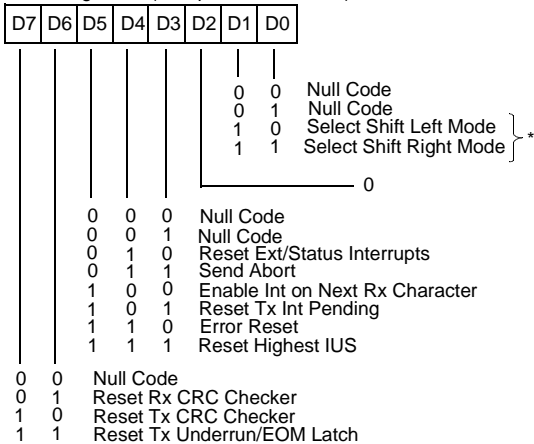 D7 D6 D5 D4 D3 D2 D1 D0
0 0 Null Code
0 1 Null Code
1 0 Select Shift Left Mode
1 1 Select Shift Right Mode
*
0
0 0 0 Null Code
0 0 1 Null Code
0 1 0 Reset Ext/Status Interrupts
0 1 1 Send Abort
1 0 0 Enable Int on Next Rx Character
1 0 1 Reset Tx Int Pending
1 1 0 Error Reset
1 1 1 Reset Highest IUS
0 0 Null Code
0 1 Reset Rx CRC Checker
1 0 Reset Tx CRC Checker
1 1 Reset Tx Underrun/EOM Latch